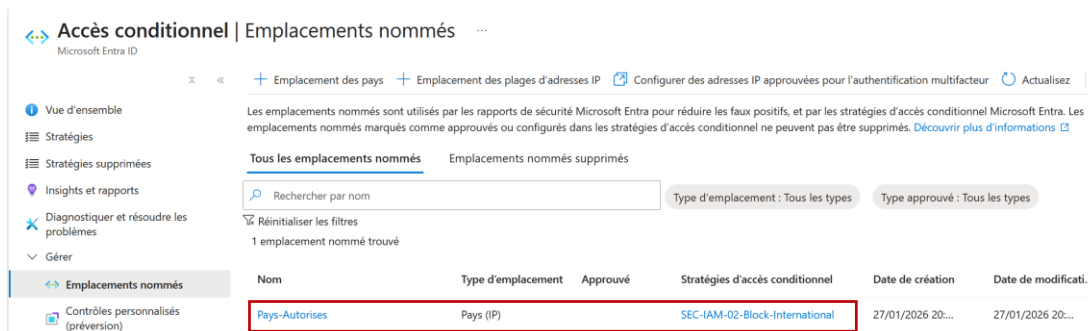 Accès conditionnel | Emplacements nommés ...
Microsoft Entra ID
Emplacement des pays Emplacement des plages d'adresses IP Configurer des adresses IP approuvées pour l'authentification multifacteur Actualisez
Vue d'ensemble
Stratégies
Stratégies supprimées
Insights et rapports
Diagnostiquer et résoudre les
problèmes
Gérer
Emplacements nommés
Contrôles personnalisés
(préversion)
Les emplacements nommés sont utilisés par les rapports de sécurité Microsoft Entra pour réduire les faux positifs, et par les stratégies d'accès conditionnel Microsoft Entra. Les
emplacements nommés marqués comme approuvés ou configurés dans les stratégies d'accès conditionnel ne peuvent pas être supprimés. Découvrir plus d'informations
Tous les emplacements nommés Emplacements nommés supprimés
Rechercher par nom Type d'emplacement : Tous les types Type approuvé : Tous les types
Réinitialiser les filtres
1 emplacement nommé trouvé
Nom Type d'emplacement Approuvé Stratégies d'accès conditionnel Date de création Date de modificati.
Pays-Autorises Pays (IP) SEC-IAM-02-Block-International 27/01/2026 20:... 27/01/2026 20:...